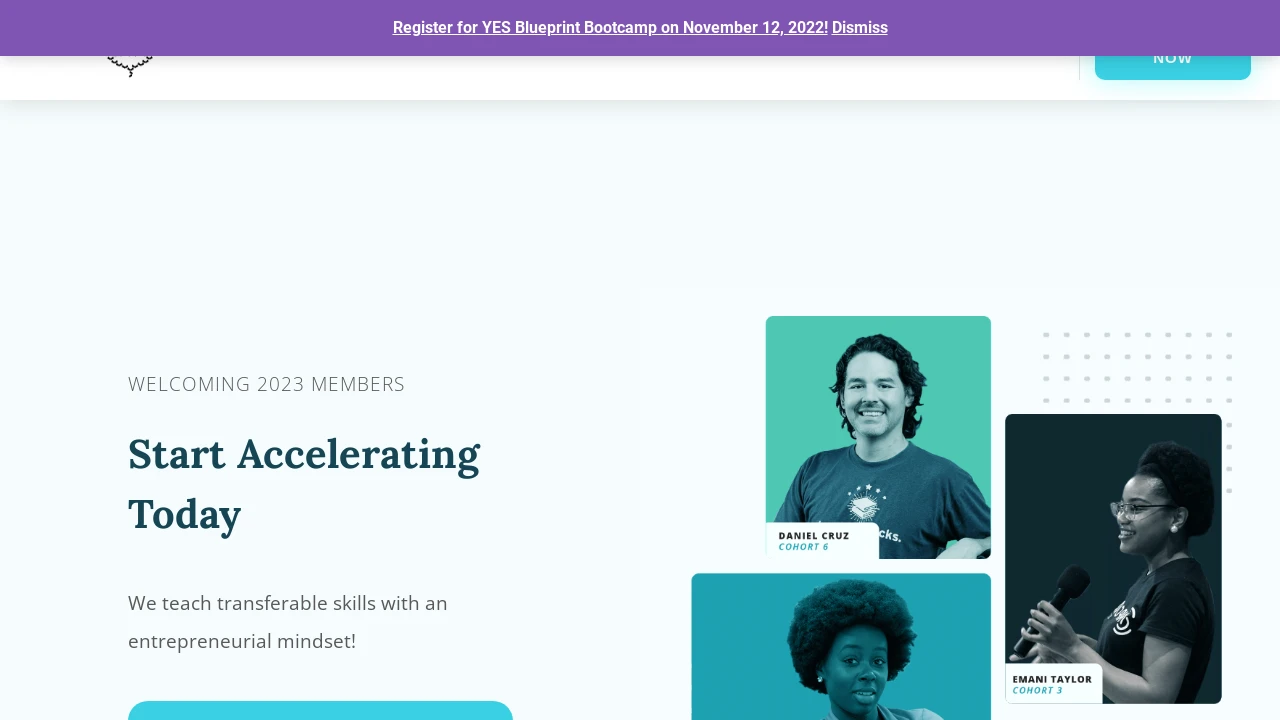 Register for YES Blueprint Bootcamp on November 12, 2022! Dismiss
NOW
WELCOMING 2023 MEMBERS
Start Accelerating
Today
We teach transferable skills with an
entrepreneurial mindset!
DANIEL CRUZ
COHORT 6
cks.
EMANI TAYLOR
COHORT 3